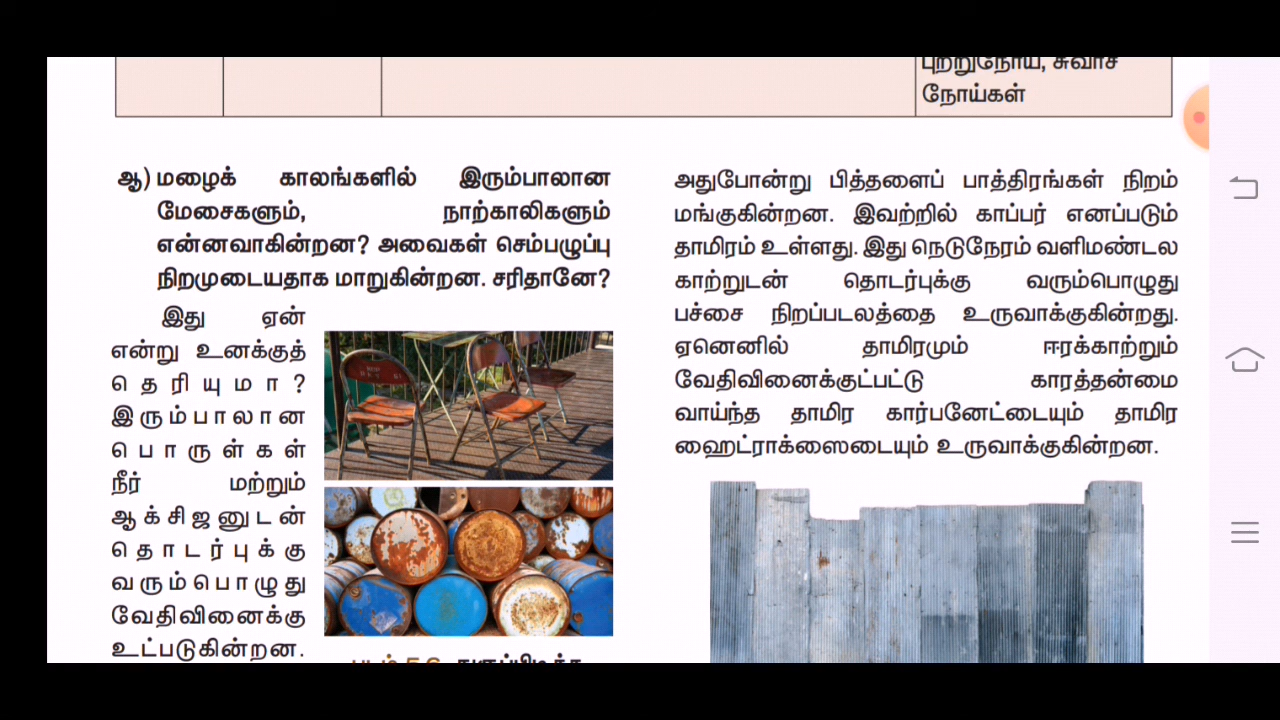 புற்றுநோய், சுவாச
நோய்கள்
ஆ) மழைக் காலங்களில் இரும்பாலான
மேசைகளும், நாற்காலிகளும்
என்னவாகின்றன? அவைகள் செம்பழுப்பு
நிறமுடையதாக மாறுகின்றன. சரிதானே?
இது ஏன்
என்று உனக்குத்
தெரியுமா?
இரும்பாலான
பொருள்கள்
நீர் மற்றும்
ஆக்சிஜனுடன்
தொடர்புக்கு
வரும்பொழுது
வேதிவினைக்கு
உட்படுகின்றன.
அதுபோன்று பித்தளைப் பாத்திரங்கள் நிறம்
மங்குகின்றன. இவற்றில் காப்பர் எனப்படும்
தாமிரம் உள்ளது. இது நெடுநேரம் வளிமண்டல
காற்றுடன் தொடர்புக்கு வரும்பொழுது
பச்சை நிறப்படலத்தை உருவாக்குகின்றது.
ஏனெனில் தாமிரமும் ஈரக்காற்றும்
வேதிவினைக்குட்பட்டு காரத்தன்மை
வாய்ந்த தாமிர கார்பனேட்டையும் தாமிர
ஹைட்ராக்ஸைடையும் உருவாக்குகின்றன.